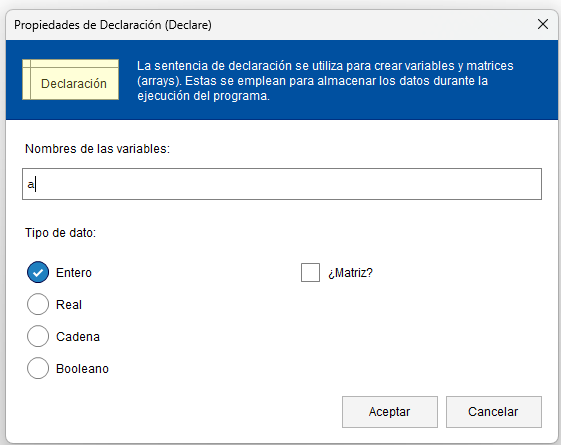 Propiedades de Declaración (Declare)
Declaración
La sentencia de declaración se utiliza para crear variables y matrices
(arrays). Estas se emplean para almacenar los datos durante la
ejecución del programa.
Nombres de las variables:
a
Tipo de dato:
Entero
¿Matriz?
Real
Cadena
Booleano
Aceptar
Cancelar